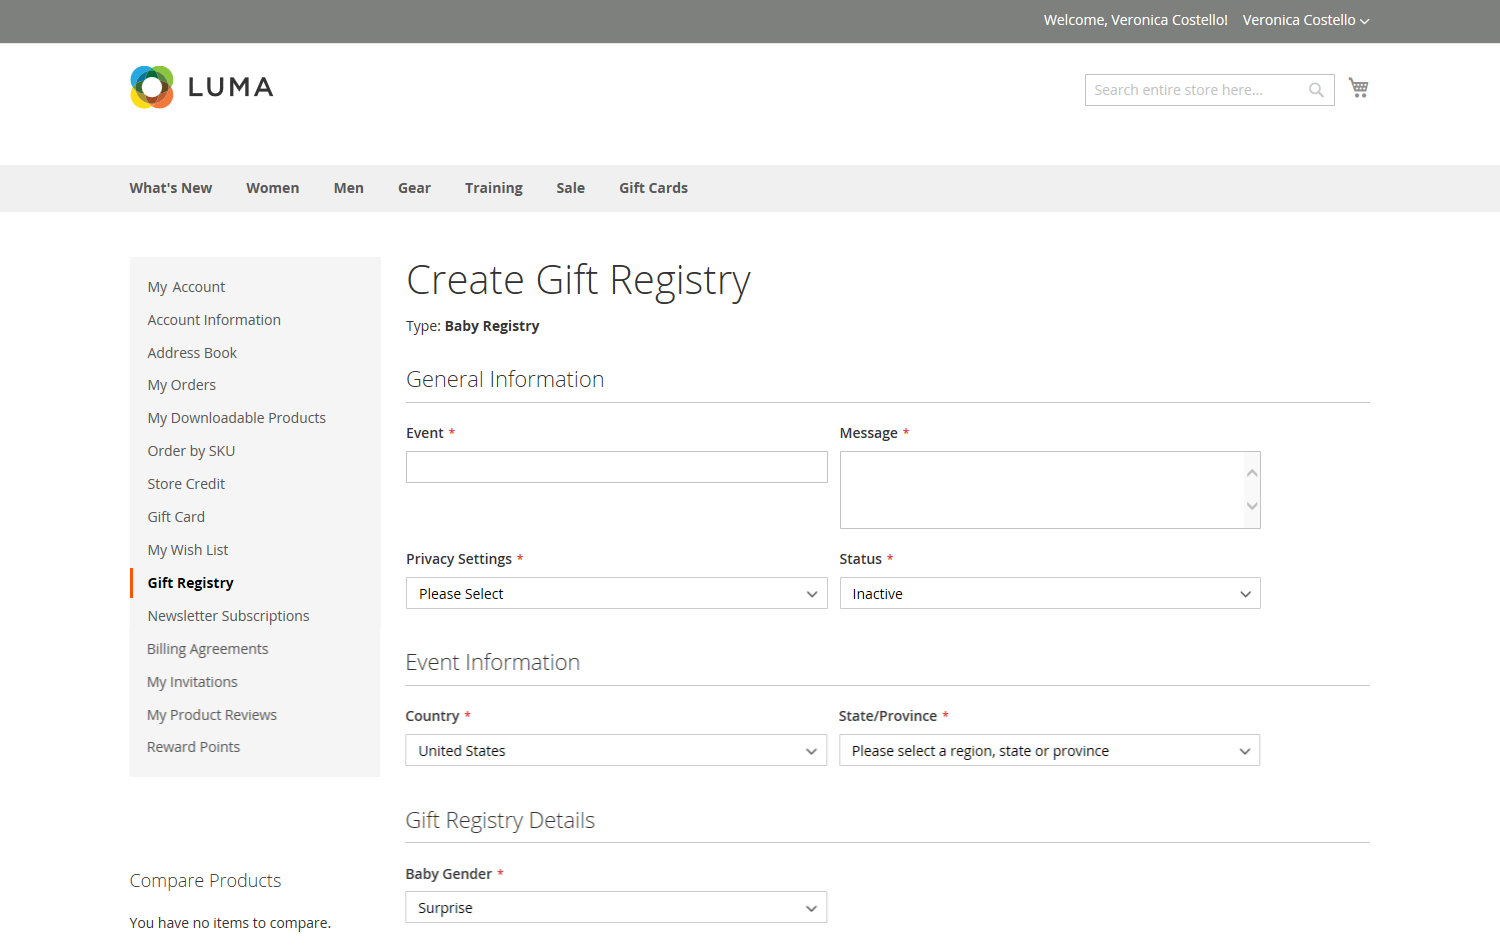 Welcome, Veronica Costello! Veronica Costello
LUMA
Search entire store here...
What's New Women Men Gear Training Sale Gift Cards
My Account
Account Information
Address Book
My Orders
My Downloadable Products
Order by SKU
Store Credit
Gift Card
My Wish List
Gift Registry
Newsletter Subscriptions
Billing Agreements
My Invitations
My Product Reviews
Reward Points
Compare Products
You have no items to compare.
Create Gift Registry
Type: Baby Registry
General Information
Event * Message *
Privacy Settings * Status *
Please Select Inactive
Event Information
Country * State/Province *
United States Please select a region, state or province
Gift Registry Details
Baby Gender *
Surprise